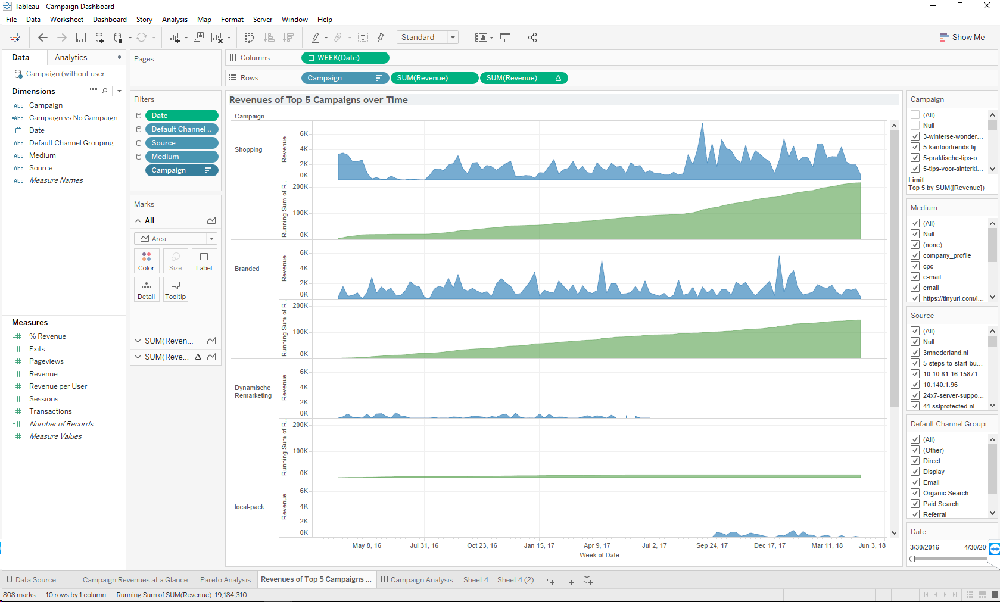 Tableau - Campaign Dashboard
File Data Worksheet Dashboard Story Analysis Map Format Server Window Help
Standard
Show Me
Data Analytics
Campaign (without user-...
Dimensions
Abc Campaign
=Abc Campaign vs No Campaign
Date
Abc Default Channel Grouping
Abc Medium
Abc Source
Abc Measure Names
Measures
=# % Revenue
# Exits
# Pageviews
# Revenue
# Revenue per User
# Sessions
# Transactions
=# Number of Records
# Measure Values
Pages
Filters
Date
Default Channel ..
Source
Medium
Campaign
Marks
All
Area
Color Size Label
Detail Tooltip
SUM(Reven...
SUM(Reve... Δ
Columns WEEK(Date)
Rows Campaign SUM(Revenue) SUM(Revenue) Δ
Revenues of Top 5 Campaigns over Time
Campaign
Shopping
Revenue
6K
4K
2K
0K
Running Sum of R..
200K
100K
0K
Branded
Revenue
6K
4K
2K
0K
Running Sum of R..
200K
100K
0K
Dynamische
Remarketing
Revenue
6K
4K
2K
0K
Running Sum of R..
200K
100K
0K
local-pack
Revenue
6K
4K
2K
0K
May 8, 16 Jul 31, 16 Oct 23, 16 Jan 15, 17 Apr 9, 17 Jul 2, 17 Sep 24, 17 Dec 17, 17 Mar 11, 18 Jun 3, 18
Week of Date
Campaign
(All)
Null
3-winterse-wonder...
5-kantoortrends-lij...
5-praktische-tips-o...
5-tips-voor-sinterkl...
Limit
Top 5 by SUM([Revenue])
Medium
(All)
Null
(none)
company_profile
cpc
e-mail
email
https://tinyurl.com/i...
Source
(All)
Null
3mnederland.nl
5-steps-to-start-bu...
10.10.81.16:15871
10.140.1.96
24x7-server-suppo...
41.sslprotected.nl
Default Channel Groupi...
(All)
(Other)
Direct
Display
Email
Organic Search
Paid Search
Referral
Date
3/30/2016 4/30/20
Data Source Campaign Revenues at a Glance Pareto Analysis Revenues of Top 5 Campaigns ... Campaign Analysis Sheet 4 Sheet 4 (2)
808 marks 10 rows by 1 column Running Sum of SUM(Revenue): 19,184,310